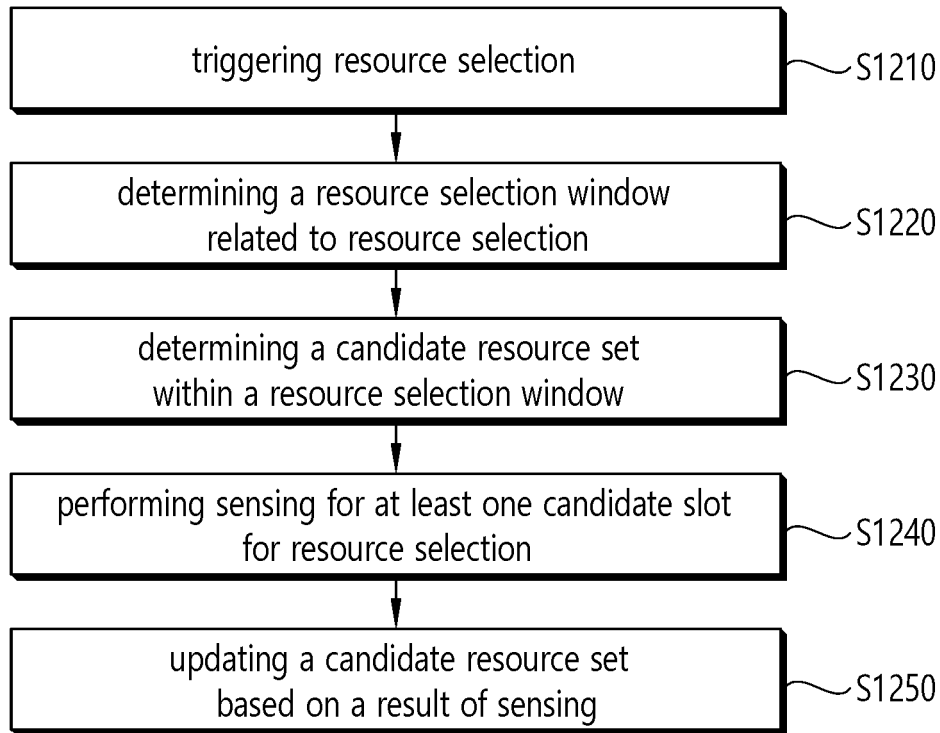 triggering resource selection
S1210
determining a resource selection window
related to resource selection
S1220
determining a candidate resource set
within a resource selection window
S1230
performing sensing for at least one candidate slot
for resource selection
S1240
updating a candidate resource set
based on a result of sensing
S1250